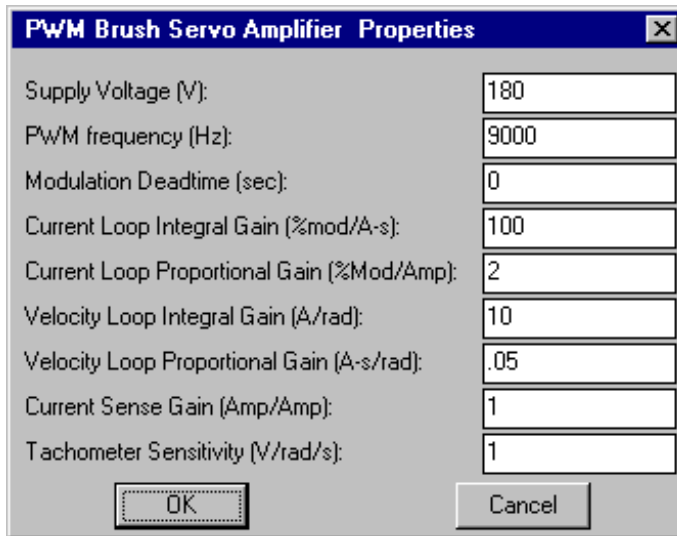 PWM Brush Servo Amplifier Properties
Supply Voltage (V): 180
PWM frequency (Hz): 9000
Modulation Deadtime (sec): 0
Current Loop Integral Gain (%mod/A-s): 100
Current Loop Proportional Gain (%Mod/Amp): 2
Velocity Loop Integral Gain (A/rad): 10
Velocity Loop Proportional Gain (A-s/rad): .05
Current Sense Gain (Amp/Amp): 1
Tachometer Sensitivity (V/rad/s): 1
OK Cancel